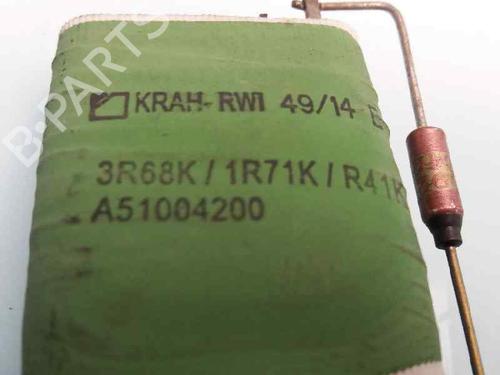 B-PARTS
KRAH-RWI 49/14 E
3R68K / 1R71K / R41K
A51004200